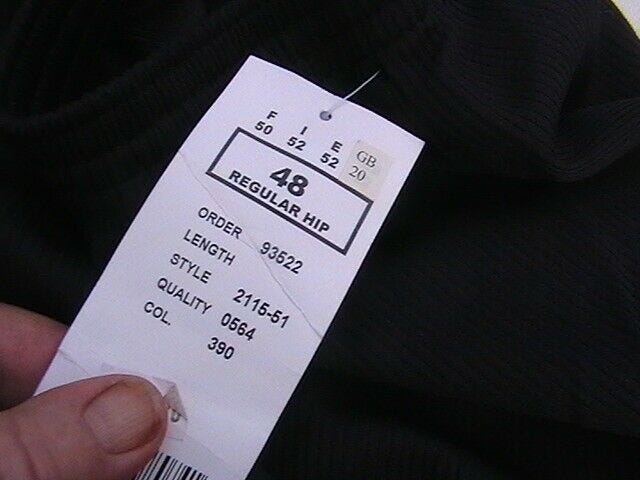 F I E
50 52 52
GB
20
48
REGULAR HIP
ORDER 93522
LENGTH
STYLE 2115-51
QUALITY 0564
COL. 390